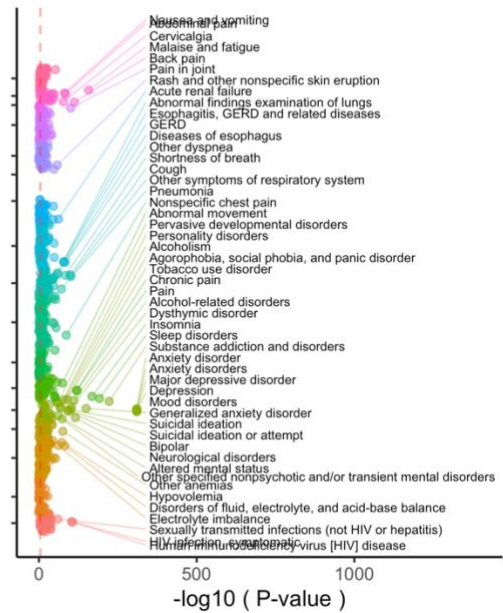 Nausea and vomiting
Abdominal pain
Cervicalgia
Malaise and fatigue
Back pain
Pain in joint
Rash and other nonspecific skin eruption
Acute renal failure
Abnormal findings examination of lungs
Esophagitis, GERD and related diseases
GERD
Diseases of esophagus
Other dyspnea
Shortness of breath
Cough
Other symptoms of respiratory system
Pneumonia
Nonspecific chest pain
Abnormal movement
Pervasive developmental disorders
Personality disorders
Alcoholism
Agorophobia, social phobia, and panic disorder
Tobacco use disorder
Chronic pain
Pain
Alcohol-related disorders
Dysthymic disorder
Insomnia
Sleep disorders
Substance addiction and disorders
Anxiety disorder
Anxiety disorders
Major depressive disorder
Depression
Mood disorders
Generalized anxiety disorder
Suicidal ideation
Suicidal ideation or attempt
Bipolar
Neurological disorders
Altered mental status
Other specified nonpsychotic and/or transient mental disorders
Other anemias
Hypovolemia
Disorders of fluid, electrolyte, and acid-base balance
Electrolyte imbalance
Sexually transmitted infections (not HIV or hepatitis)
HIV infection, symptomatic
Human immunodeficiency virus [HIV] disease
0 500 1000
-log10 ( P-value )